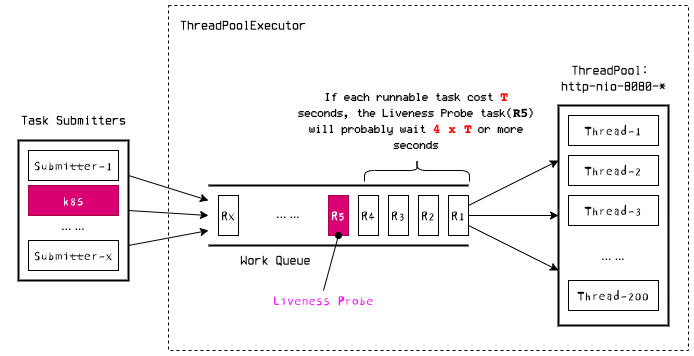 ThreadPoolExecutor
ThreadPool:
http-nio-8080-*
If each runnable task cost T
seconds, the Liveness Probe task(R5)
will probably wait 4 x T or more
seconds
Task Submitters
Submitter-1
k8S
... ...
Submitter-X
RX
... ...
R5
R4
R3
R2
R1
Work Queue
Liveness Probe
Thread-1
Thread-2
Thread-3
... ...
Thread-200